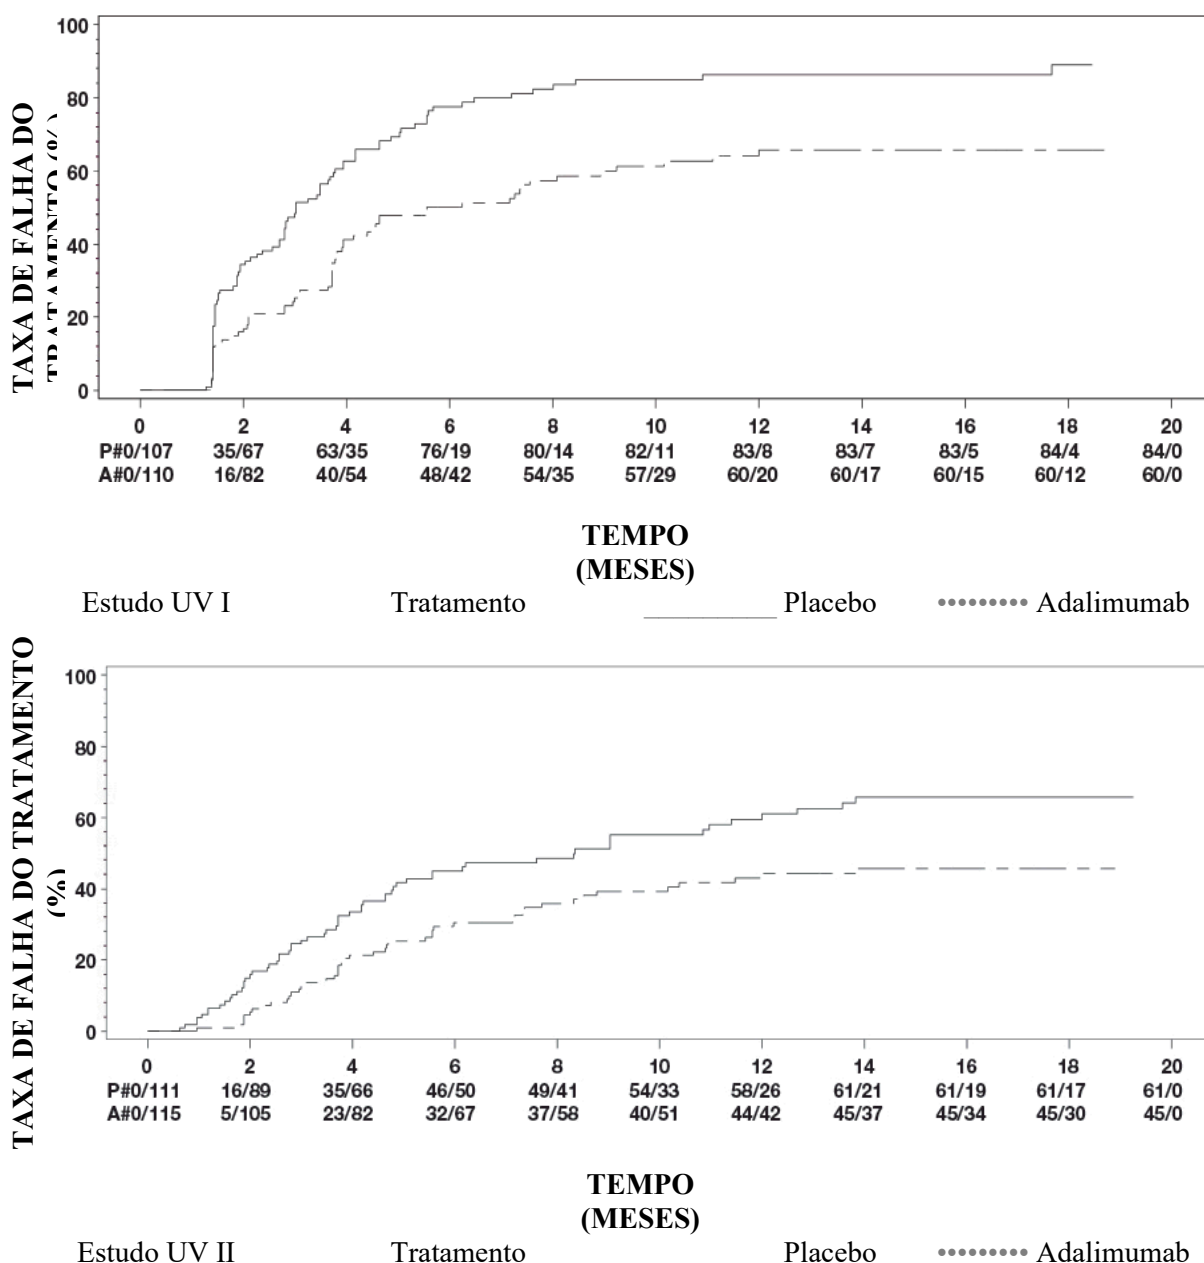 TAXA DE FALHA DO
TRATAMENTO (%)
100
80
60
40
20
0
0 2 4 6 8 10 12 14 16 18 20
P#0/107 35/67 63/35 76/19 80/14 82/11 83/8 83/7 83/5 84/4 84/0
A#0/110 16/82 40/54 48/42 54/35 57/29 60/20 60/17 60/15 60/12 60/0
TEMPO
(MESES)
Estudo UV I Tratamento Placebo Adalimumab
TAXA DE FALHA DO TRATAMENTO
(%)
100
80
60
40
20
0
0 2 4 6 8 10 12 14 16 18 20
P#0/111 16/89 35/66 46/50 49/41 54/33 58/26 61/21 61/19 61/17 61/0
A#0/115 5/105 23/82 32/67 37/58 40/51 44/42 45/37 45/34 45/30 45/0
TEMPO
(MESES)
Estudo UV II Tratamento Placebo Adalimumab